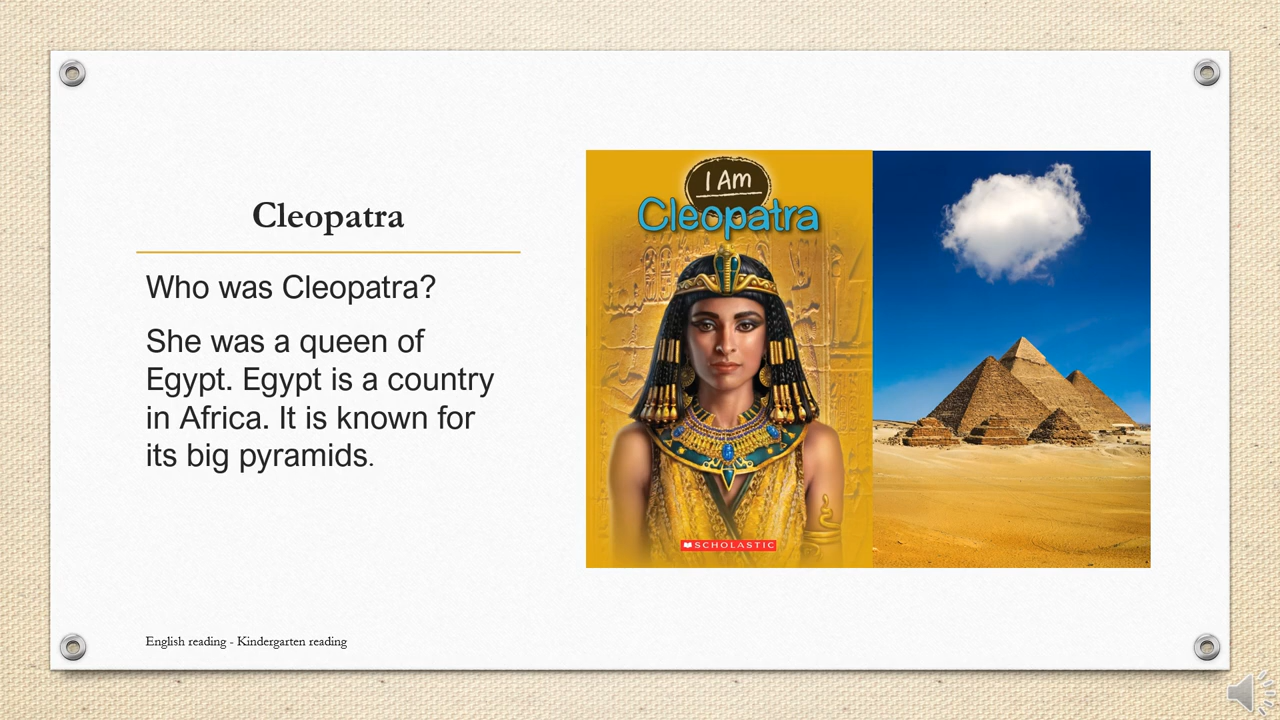 Cleopatra
Who was Cleopatra?
She was a queen of
Egypt. Egypt is a country
in Africa. It is known for
its big pyramids.
I Am
Cleopatra
SCHOLASTIC
English reading - Kindergarten reading